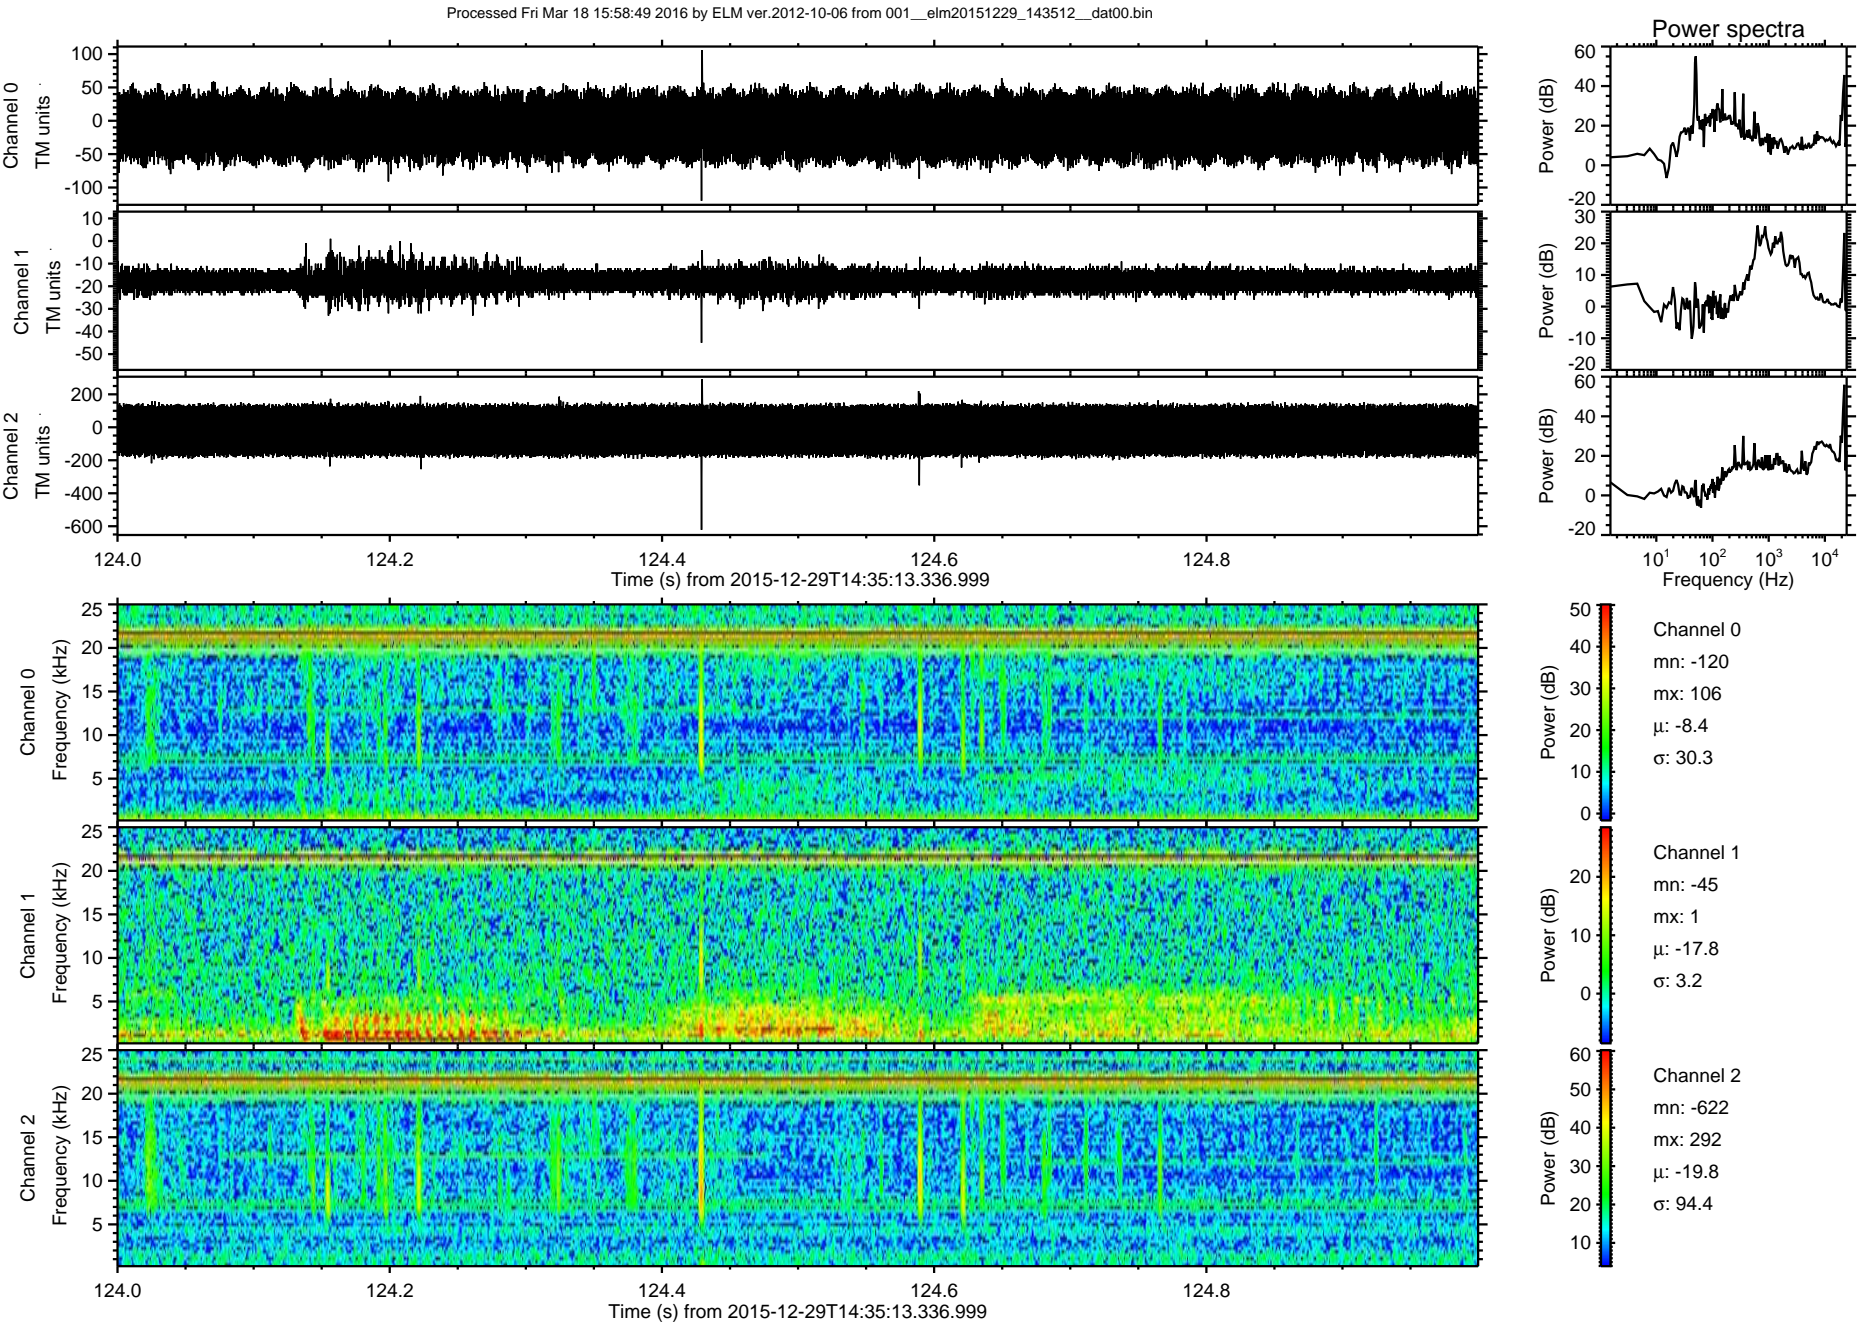 Processed Fri Mar 18 15:58:49 2016 by ELM ver.2012-10-06 from 001__elm20151229_143512__dat00.bin
Power spectra
Channel 0
TM units
100
50
0
-50
-100
Power (dB)
60
40
20
0
-20
Channel 1
TM units
10
0
-10
-20
-30
-40
-50
Power (dB)
30
20
10
0
-10
-20
Channel 2
TM units
200
0
-200
-400
-600
Power (dB)
60
40
20
0
-20
124.0 124.2 124.4 124.6 124.8
Time (s) from 2015-12-29T14:35:13.336.999
10¹ 10² 10³ 10⁴
Frequency (Hz)
Channel 0
Frequency (kHz)
25
20
15
10
5
Power (dB)
50
40
30
20
10
0
Channel 0
mn: -120
mx: 106
μ: -8.4
σ: 30.3
Channel 1
Frequency (kHz)
25
20
15
10
5
Power (dB)
20
10
0
Channel 1
mn: -45
mx: 1
μ: -17.8
σ: 3.2
Channel 2
Frequency (kHz)
25
20
15
10
5
Power (dB)
60
50
40
30
20
10
Channel 2
mn: -622
mx: 292
μ: -19.8
σ: 94.4
124.0 124.2 124.4 124.6 124.8
Time (s) from 2015-12-29T14:35:13.336.999